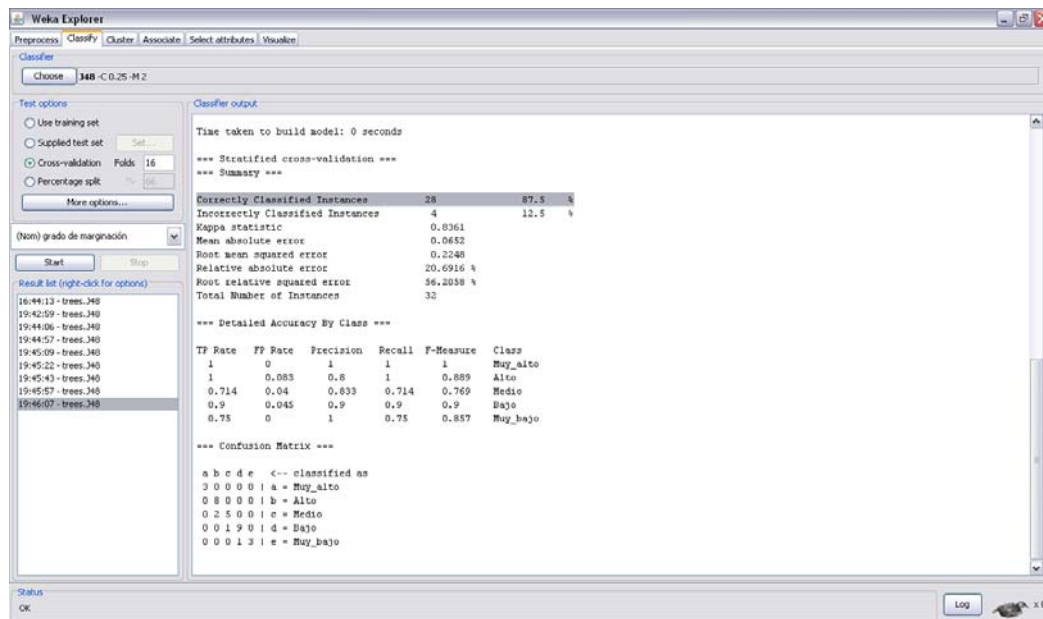 Weka Explorer
Preprocess Classify Cluster Associate Select attributes Visualize
Classifier
Choose J48 -C 0.25 -M 2
Test options
Use training set
Supplied test set Set...
Cross-validation Folds 16
Percentage split % 66
More options...
(Nom) grado de marginación
Start Stop
Result list (right-click for options)
16:44:13 - trees.J48
19:42:59 - trees.J48
19:44:06 - trees.J48
19:44:57 - trees.J48
19:45:09 - trees.J48
19:45:22 - trees.J48
19:45:43 - trees.J48
19:45:57 - trees.J48
19:46:07 - trees.J48
Classifier output
Time taken to build model: 0 seconds
=== Stratified cross-validation ===
=== Summary ===
Correctly Classified Instances 28 87.5 %
Incorrectly Classified Instances 4 12.5 %
Kappa statistic 0.8361
Mean absolute error 0.0652
Root mean squared error 0.2248
Relative absolute error 20.6916 %
Root relative squared error 56.2058 %
Total Number of Instances 32
=== Detailed Accuracy By Class ===
TP Rate FP Rate Precision Recall F-Measure Class
1 0 1 1 1 Muy_alto
1 0.083 0.8 1 0.889 Alto
0.714 0.04 0.833 0.714 0.769 Medio
0.9 0.045 0.9 0.9 0.9 Bajo
0.75 0 1 0.75 0.857 Muy_bajo
=== Confusion Matrix ===
a b c d e <-- classified as
3 0 0 0 0 | a = Muy_alto
0 8 0 0 0 | b = Alto
0 2 5 0 0 | c = Medio
0 0 1 9 0 | d = Bajo
0 0 0 1 3 | e = Muy_bajo
Status
OK
Log
x 0